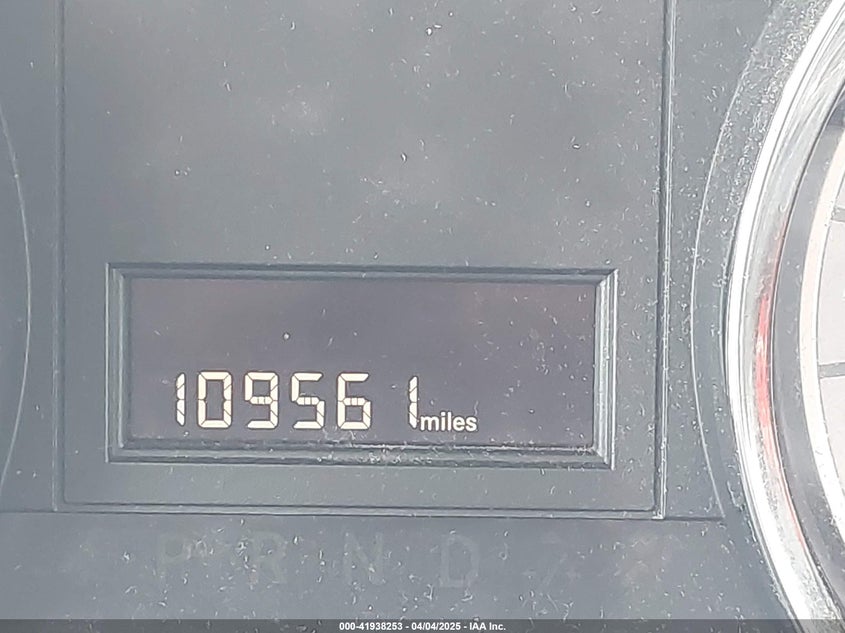 109561 miles
P R N D
000-41938253 - 04/04/2025 - IAA Inc.